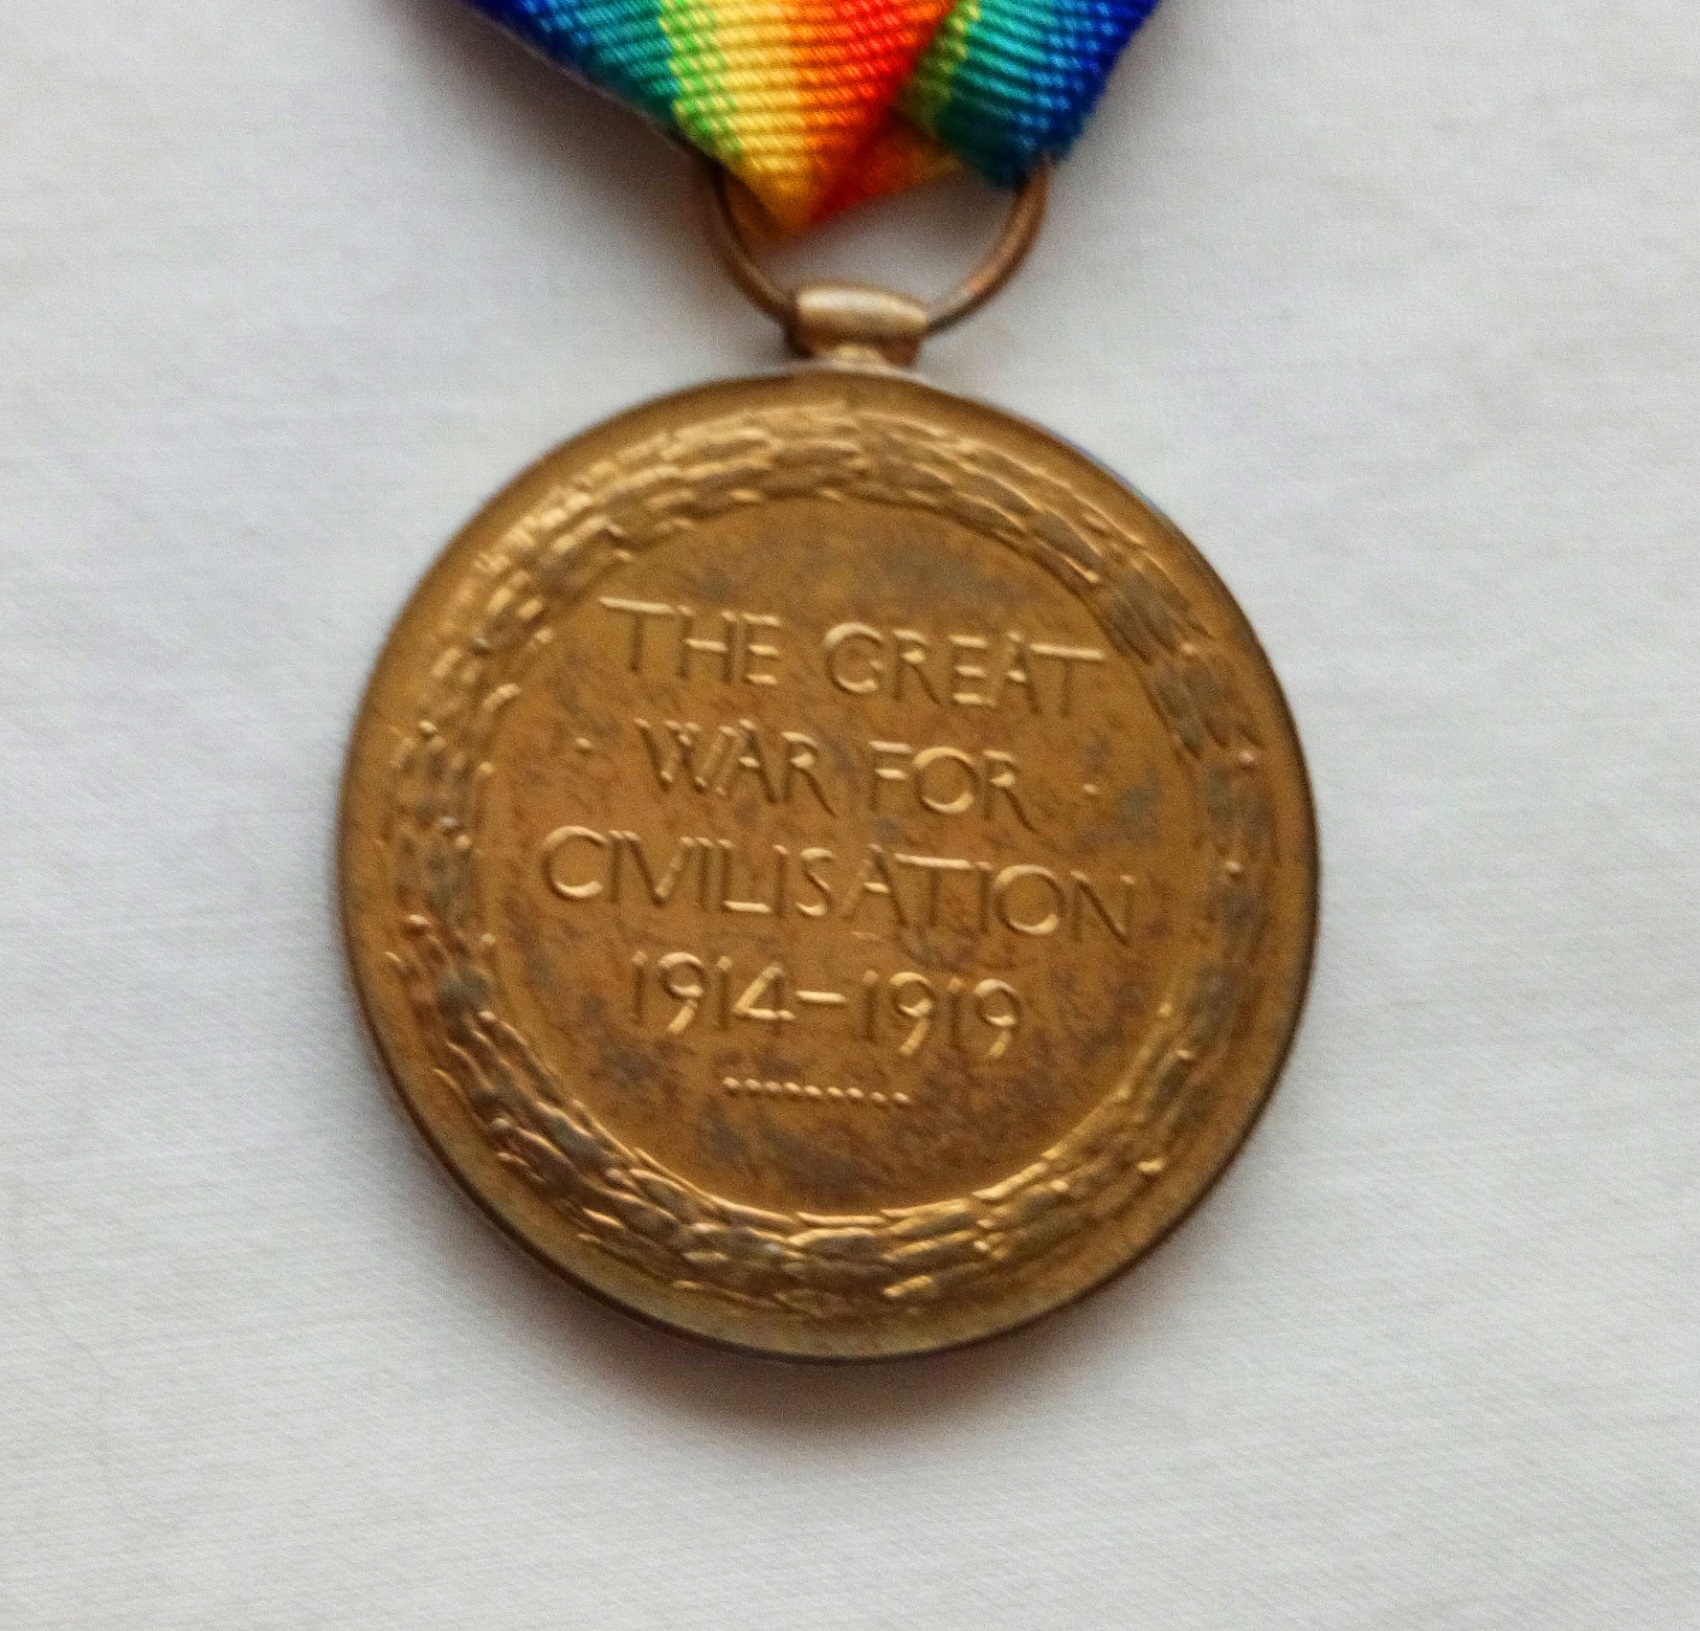 THE GREAT
WAR FOR
CIVILISATION
1914-1919